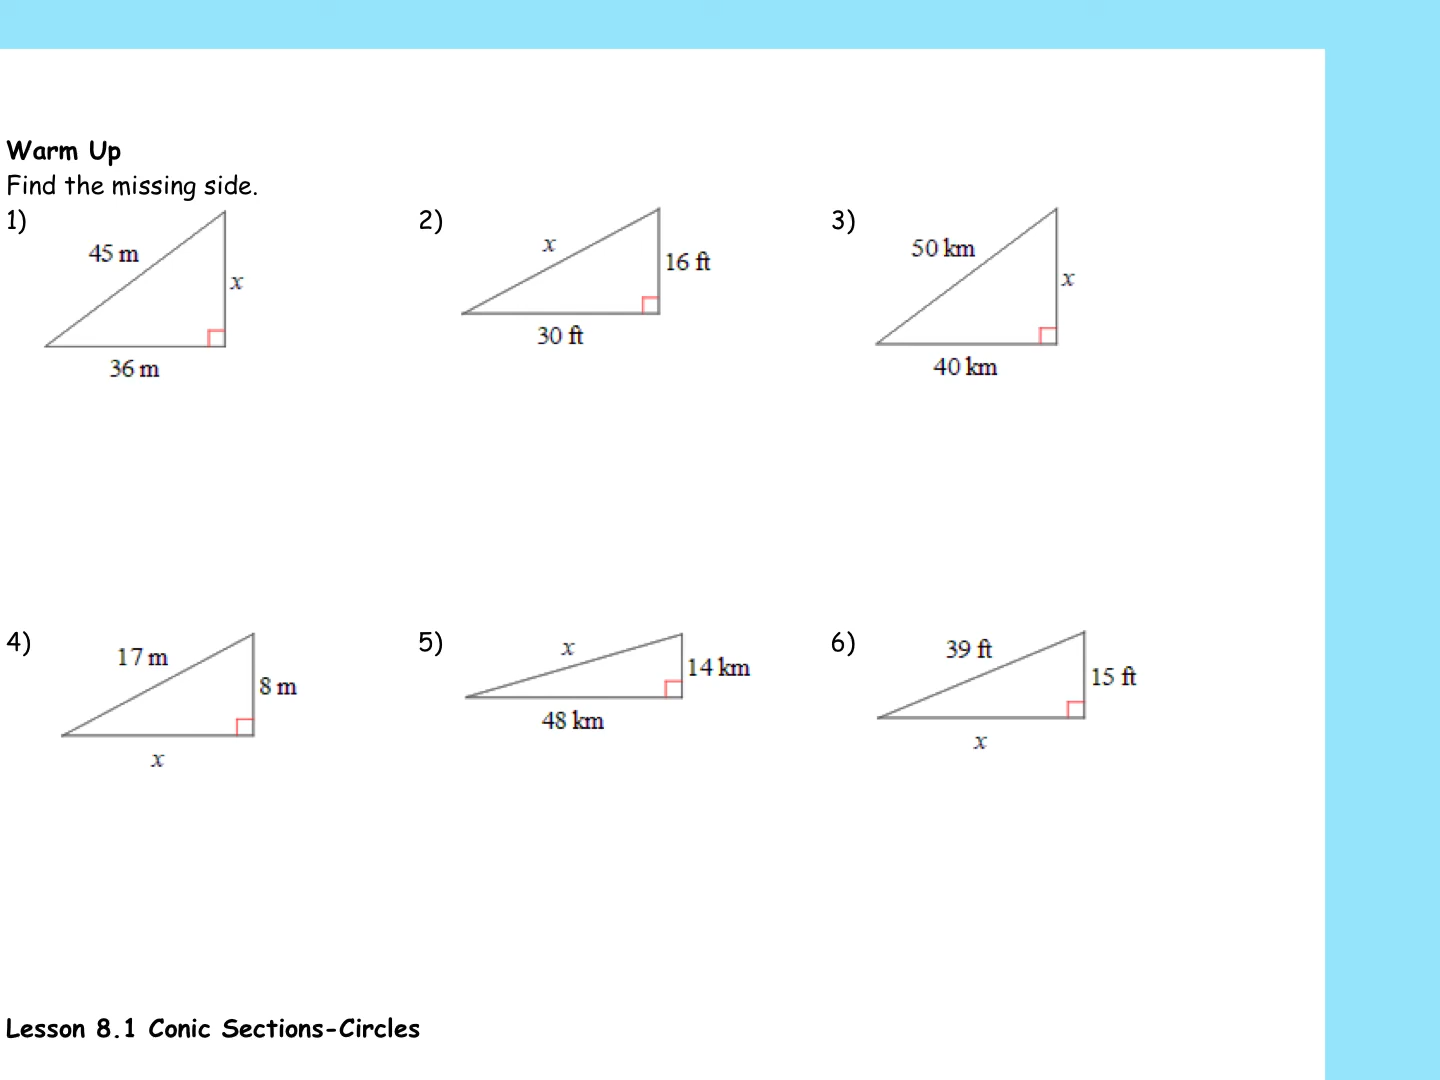 Warm Up
Find the missing side.
1)
45 m
x
36 m
2)
x
16 ft
30 ft
3)
50 km
x
40 km
4)
17 m
8 m
x
5)
x
14 km
48 km
6)
39 ft
15 ft
x
Lesson 8.1 Conic Sections-Circles